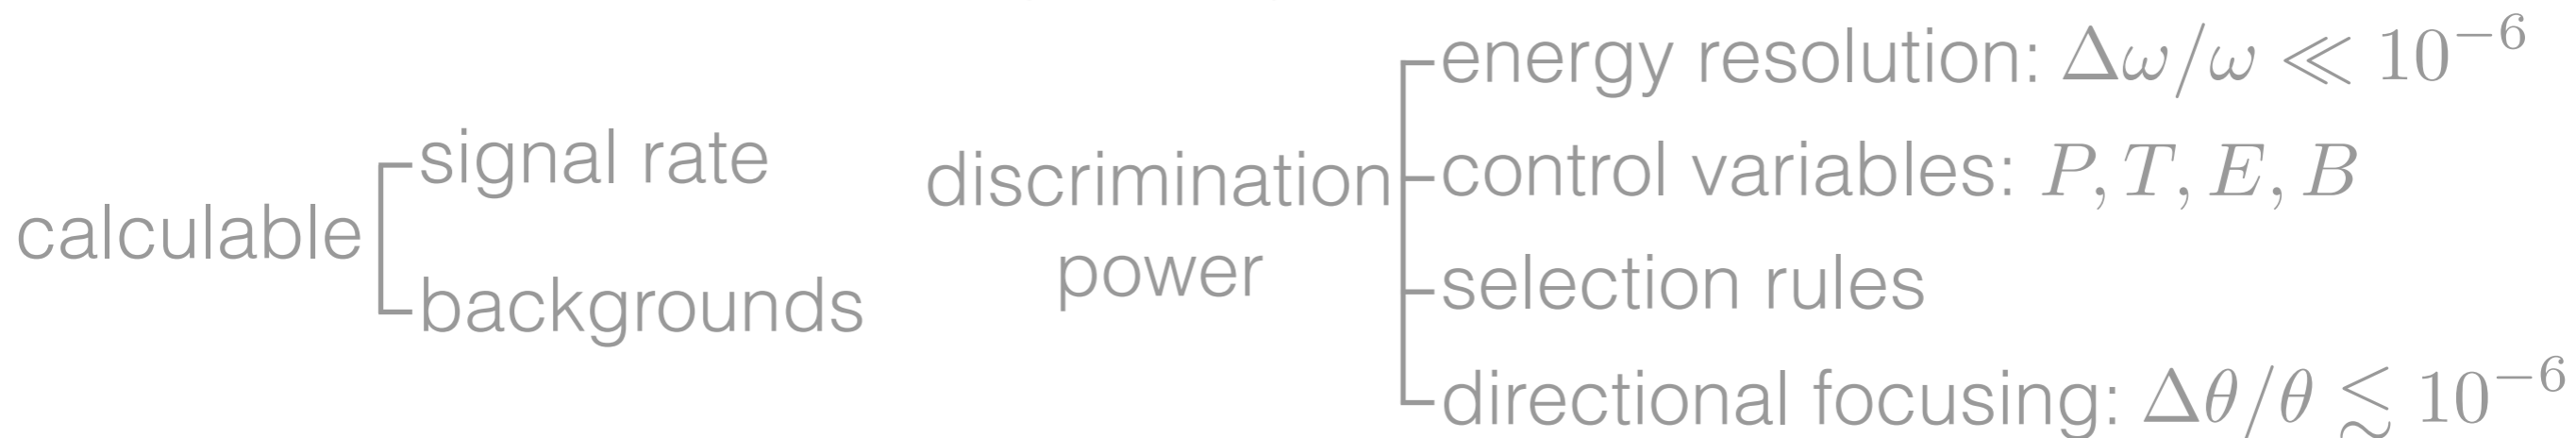 calculable
signal rate
backgrounds
discrimination
power
energy resolution: Δω/ω ≪ 10⁻⁶
control variables: P, T, E, B
selection rules
directional focusing: Δθ/θ ≲ 10⁻⁶